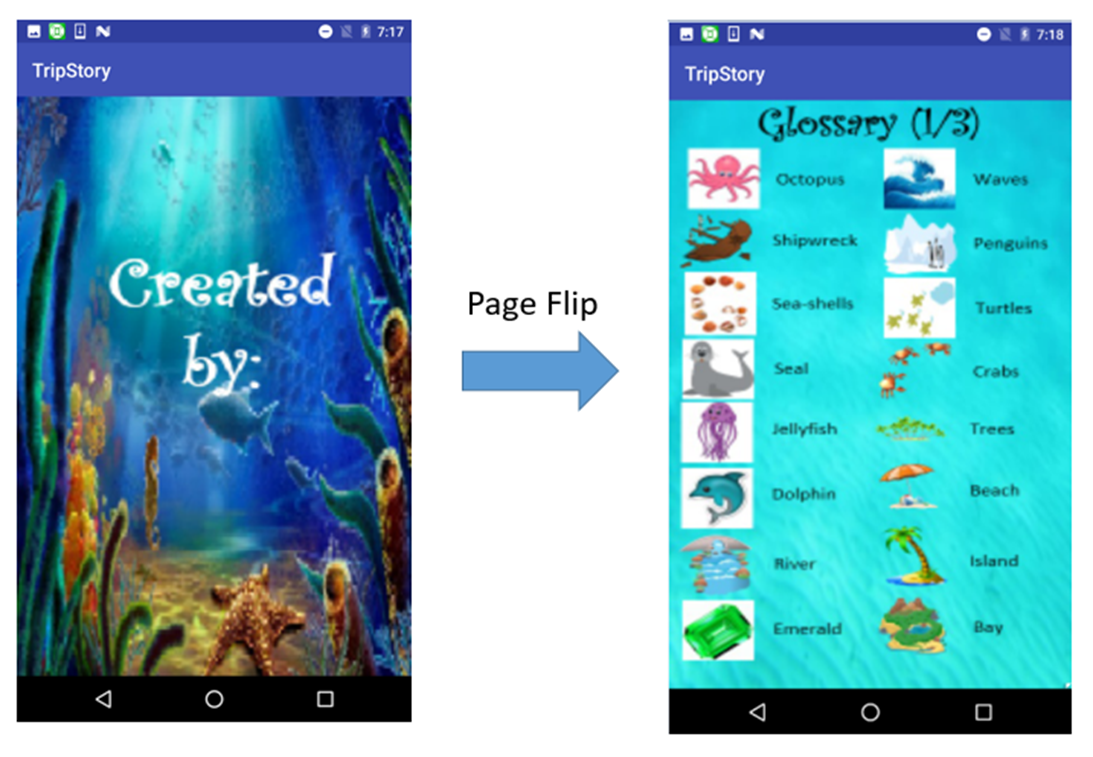 7:17
TripStory
Created
by:
Page Flip
7:18
TripStory
Glossary (1/3)
Octopus Waves
Shipwreck Penguins
Sea-shells Turtles
Seal Crabs
Jellyfish Trees
Dolphin Beach
River Island
Emerald Bay